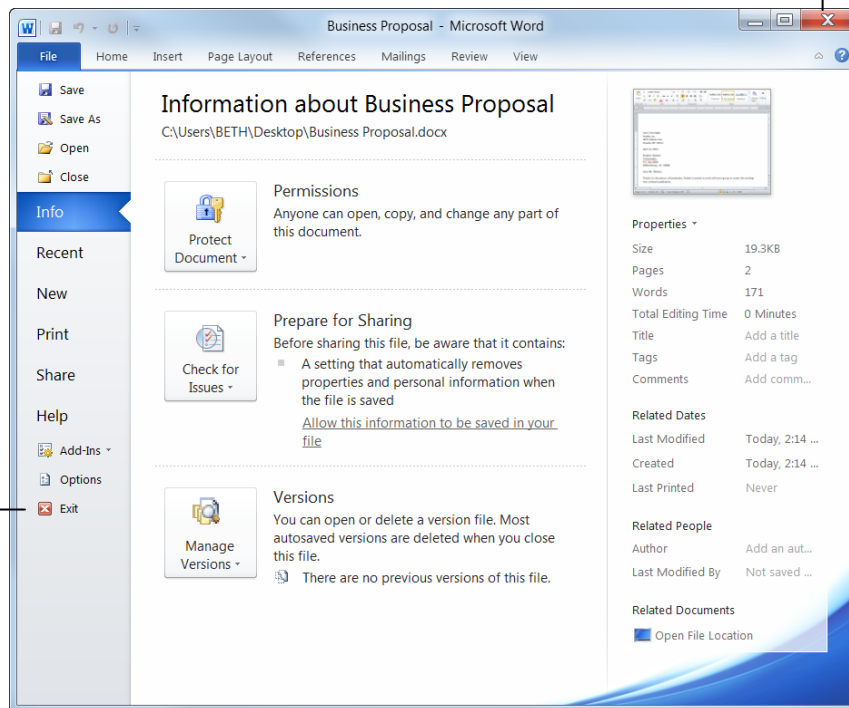 Business Proposal - Microsoft Word
File Home Insert Page Layout References Mailings Review View
Save
Save As
Open
Close
Info
Recent
New
Print
Share
Help
Add-Ins
Options
Exit
Information about Business Proposal
C:\Users\BETH\Desktop\Business Proposal.docx
Protect
Document
Permissions
Anyone can open, copy, and change any part of
this document.
Check for
Issues
Prepare for Sharing
Before sharing this file, be aware that it contains:
A setting that automatically removes
properties and personal information when
the file is saved
Allow this information to be saved in your
file
Manage
Versions
Versions
You can open or delete a version file. Most
autosaved versions are deleted when you close
this file.
There are no previous versions of this file.
Properties
Size 19.3KB
Pages 2
Words 171
Total Editing Time 0 Minutes
Title Add a title
Tags Add a tag
Comments Add comm...
Related Dates
Last Modified Today, 2:14 ...
Created Today, 2:14 ...
Last Printed Never
Related People
Author Add an aut...
Last Modified By Not saved ...
Related Documents
Open File Location